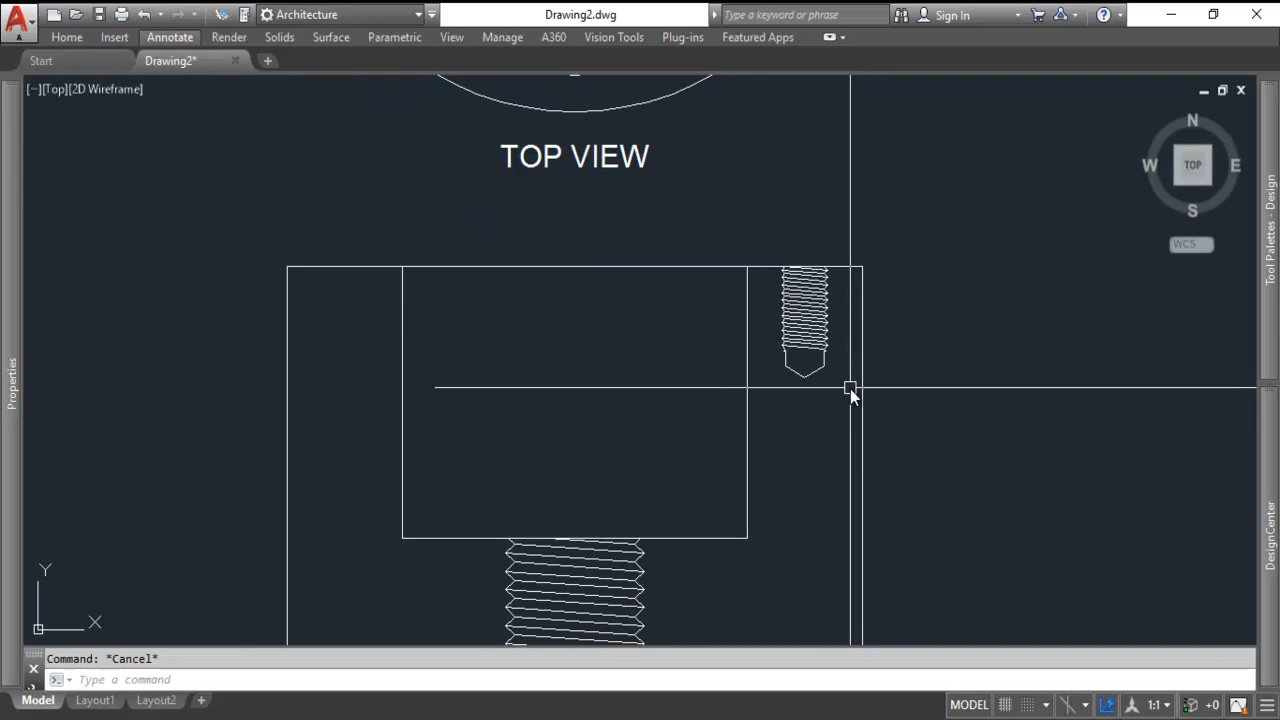 A
Architecture
Drawing2.dwg
Type a keyword or phrase
Sign In
?
Home
Insert
Annotate
Render
Solids
Surface
Parametric
View
Manage
A360
Vision Tools
Plug-ins
Featured Apps
Start
Drawing2*
[−][Top][2D Wireframe]
N
W
TOP
E
S
WCS
TOP VIEW
Tool Palettes - Design
Properties
DesignCenter
Y
X
Command: *Cancel*
Type a command
Model
Layout1
Layout2
MODEL
1:1
+0